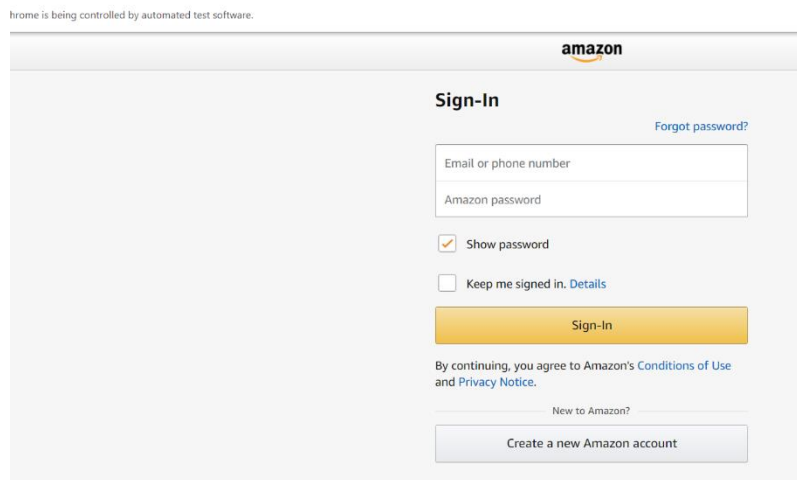 hrome is being controlled by automated test software.
amazon
Sign-In
Forgot password?
Email or phone number
Amazon password
Show password
Keep me signed in. Details
Sign-In
By continuing, you agree to Amazon's Conditions of Use
and Privacy Notice.
New to Amazon?
Create a new Amazon account